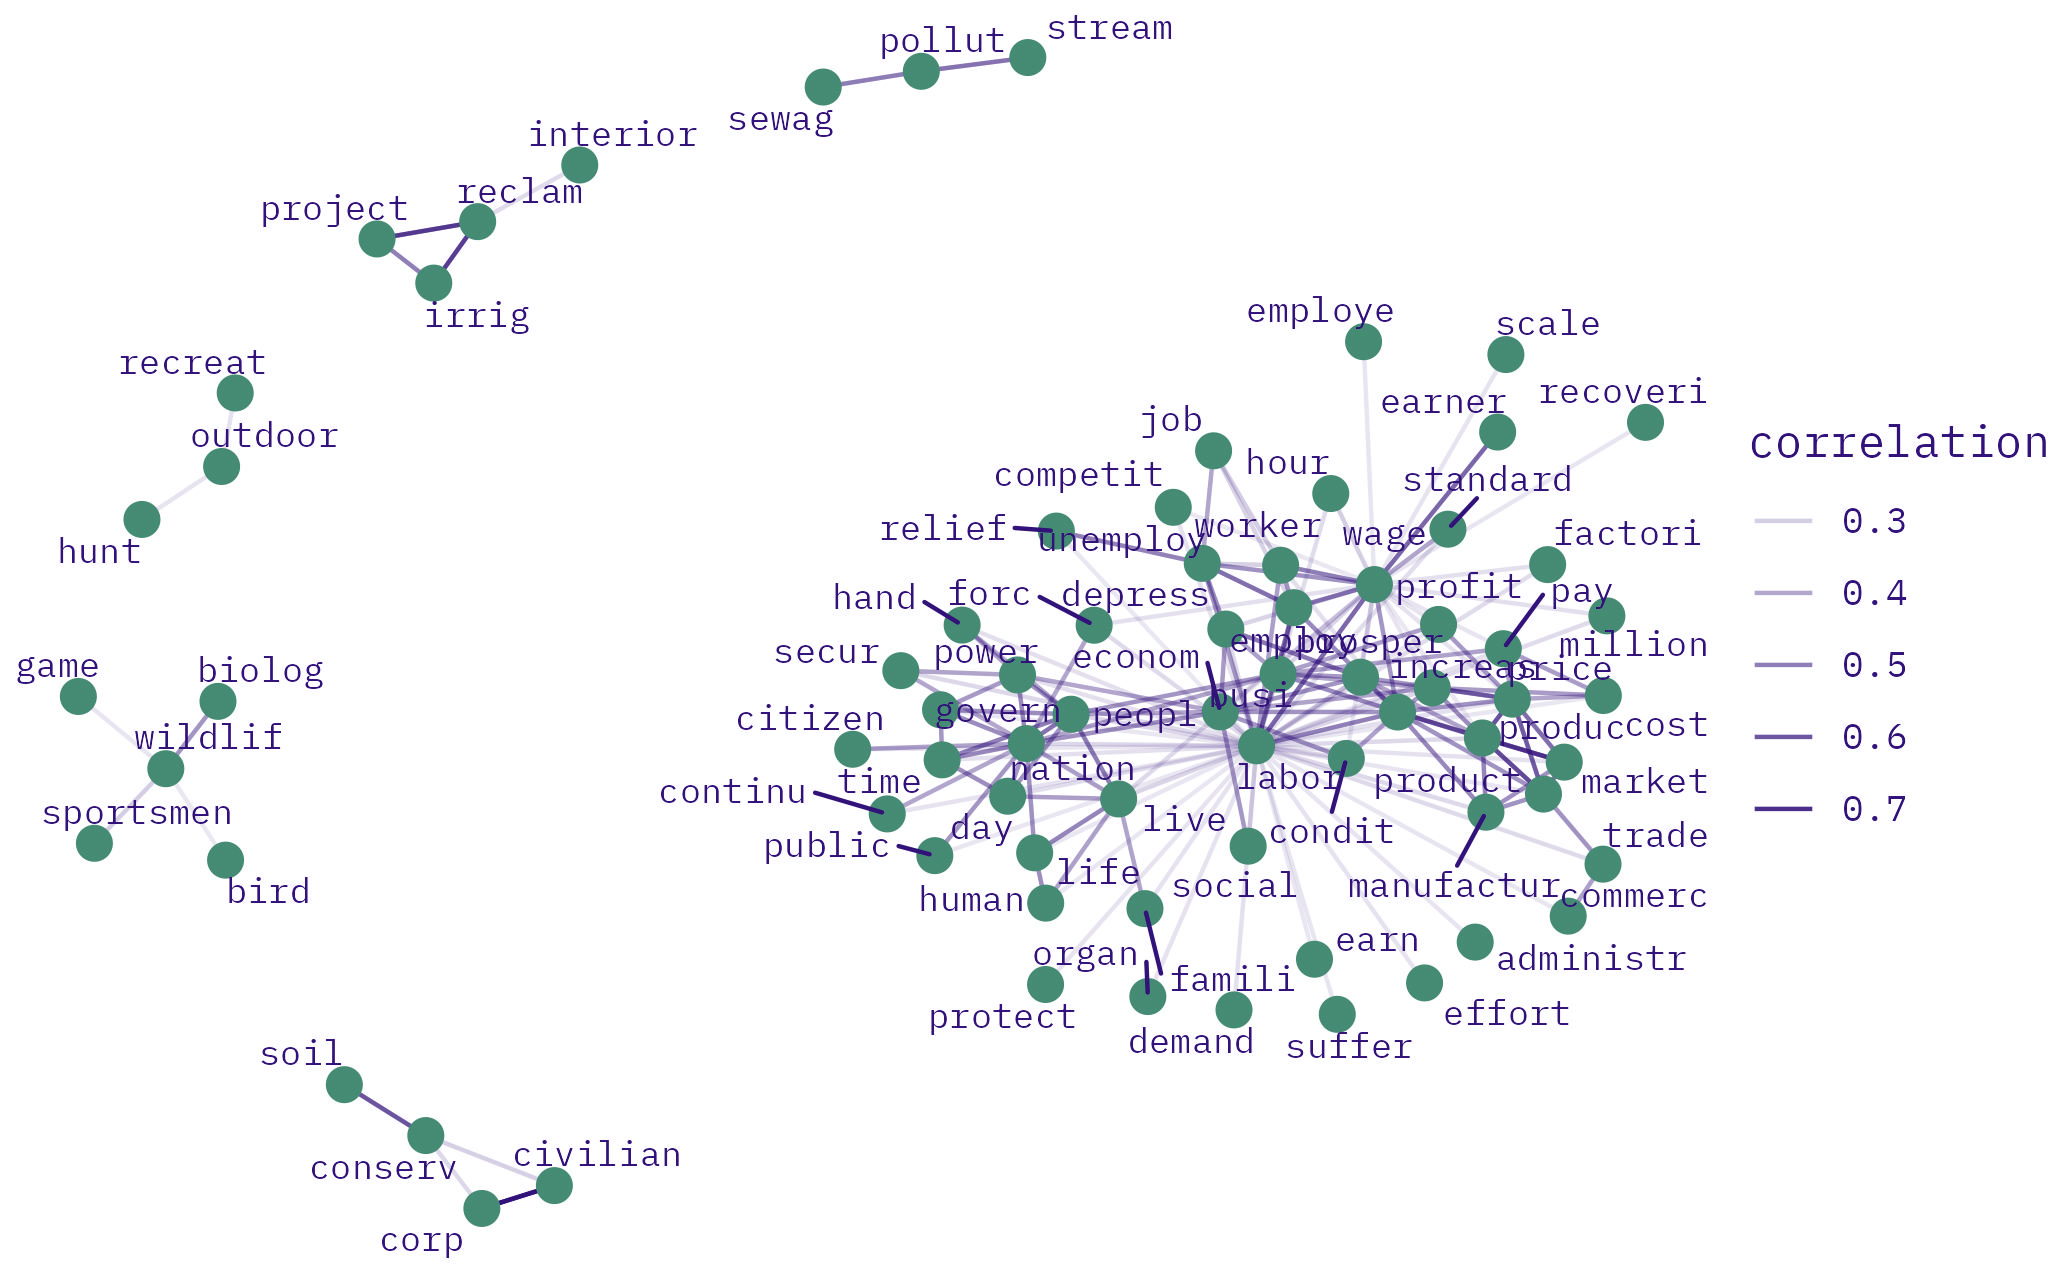 stream
pollut
sewag
interior
reclam
project
irrig
employe
scale
recreat
earner
recoveri
job
outdoor
correlation
hour
competit
standard
0.3
relief
worker
wage
factori
unemploy
hunt
profit
pay
0.4
hand
forc
depress
employ
prosper
million
secur
power
econom
increas
price
0.5
game
biolog
busi
citizen
govern
peopl
produc
cost
wildlif
0.6
nation
labor
product
market
time
continu
0.7
sportsmen
day
live
condit
trade
public
life
social
manufactur
commerc
bird
human
organ
earn
administr
famili
protect
effort
demand
suffer
soil
conserv
civilian
corp